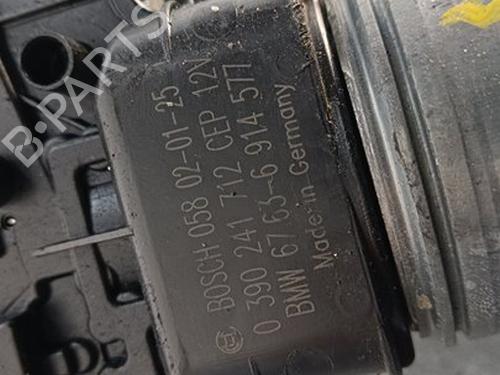 B-PARTS
BOSCH 058 02-01-25
0 390 241 712 CEP 12V
BMW 67 63-6 914 577
Made in Germany